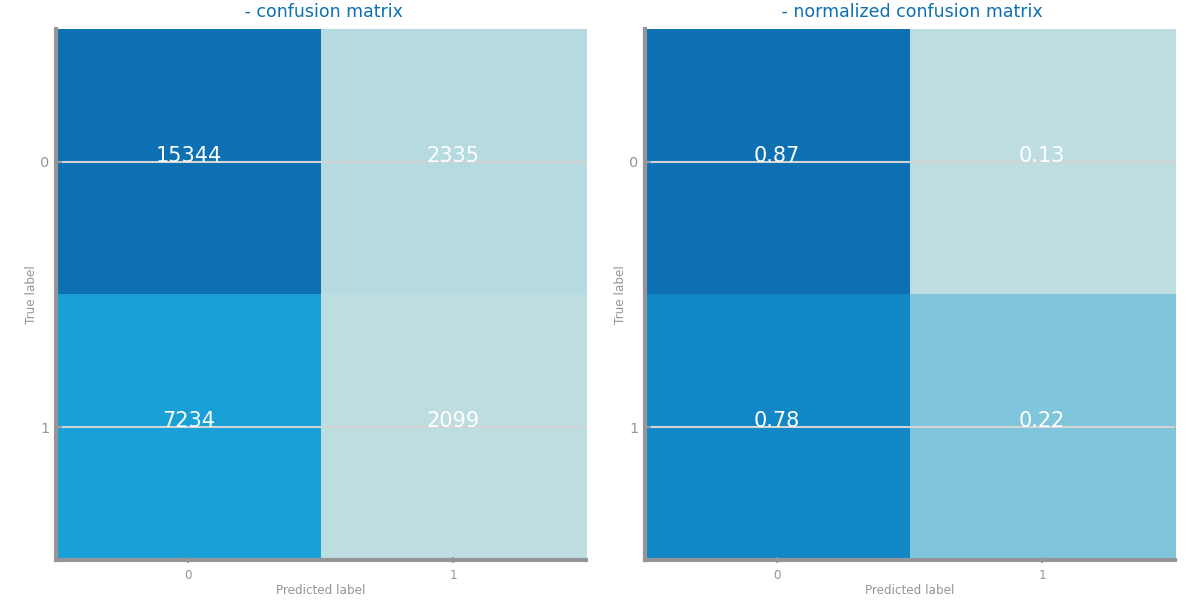 - confusion matrix
True label
0
15344
2335
1
7234
2099
0
1
Predicted label
- normalized confusion matrix
True label
0
0.87
0.13
1
0.78
0.22
0
1
Predicted label